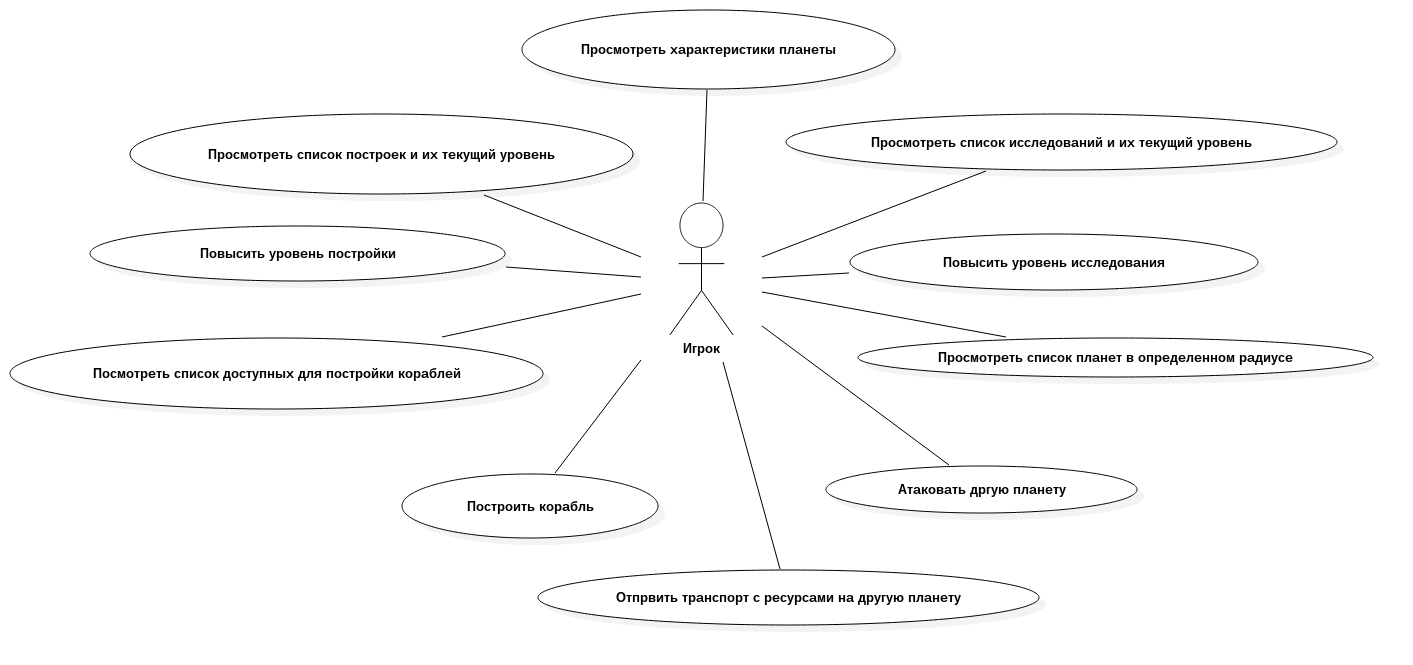 Просмотреть характеристики планеты
Просмотреть список построек и их текущий уровень
Просмотреть список исследований и их текущий уровень
Повысить уровень постройки
Повысить уровень исследования
Игрок
Просмотреть список планет в определенном радиусе
Посмотреть список доступных для постройки кораблей
Атаковать дргую планету
Построить корабль
Отпрвить транспорт с ресурсами на другую планету